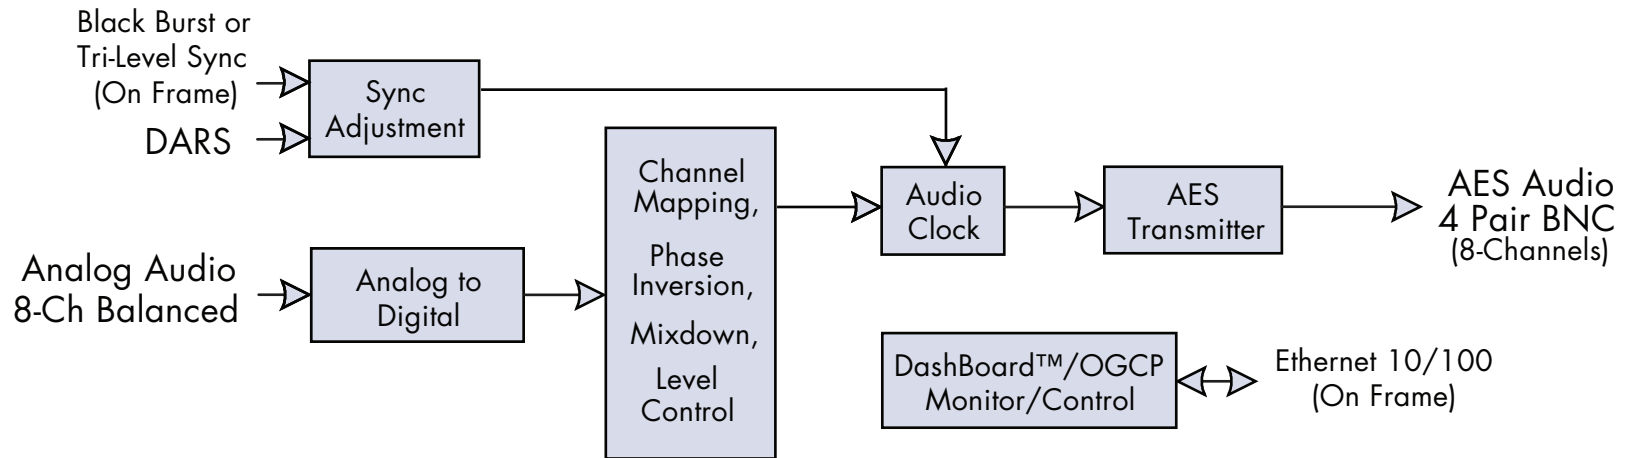 Black Burst or
Tri-Level Sync
(On Frame)
DARS
Sync
Adjustment
Analog Audio
8-Ch Balanced
Analog to
Digital
Channel
Mapping,
Phase
Inversion,
Mixdown,
Level
Control
Audio
Clock
AES
Transmitter
AES Audio
4 Pair BNC
(8-Channels)
DashBoard™/OGCP
Monitor/Control
Ethernet 10/100
(On Frame)